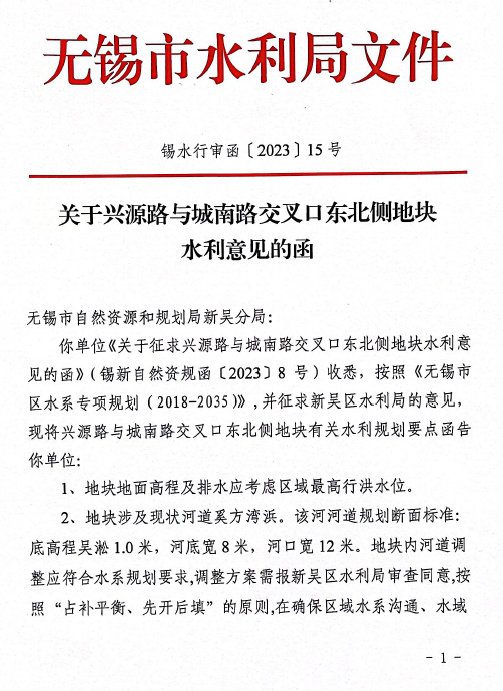 无锡市水利局文件
锡水行审函〔2023〕15号
关于兴源路与城南路交叉口东北侧地块
水利意见的函
无锡市自然资源和规划局新吴分局：
你单位《关于征求兴源路与城南路交叉口东北侧地块水利意
见的函》（锡新自然资规函〔2023〕8 号）收悉，按照《无锡市
区水系专项规划（2018-2035）》,并征求新吴区水利局的意见，
现将兴源路与城南路交叉口东北侧地块有关水利规划要点函告
你单位：
1、地块地面高程及排水应考虑区域最高行洪水位。
2、地块涉及现状河道奚方湾浜。该河河道规划断面标准：
底高程吴淞 1.0 米，河底宽 8 米，河口宽 12 米。地块内河道调
整应符合水系规划要求,调整方案需报新吴区水利局审查同意,按
照“占补平衡、先开后填”的原则,在确保区域水系沟通、水域
- 1 -